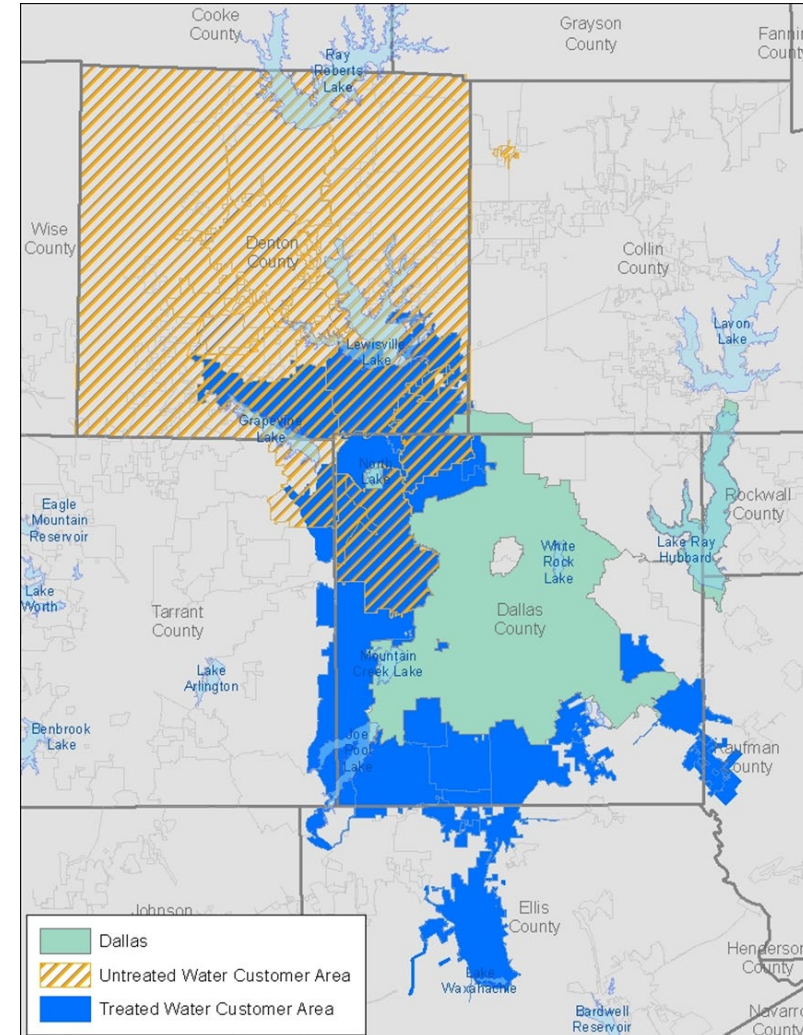 Cooke
County
Grayson
County
Fannin
County
Ray
Roberts
Lake
Wise
County
Denton
County
Collin
County
Lavon
Lake
Lewisville
Lake
Grapevine
Lake
North
Lake
Eagle
Mountain
Reservoir
Rockwall
County
White
Rock
Lake
Lake Ray
Hubbard
Lake
Worth
Tarrant
County
Dallas
County
Mountain
Creek Lake
Lake
Arlington
Benbrook
Lake
Joe
Pool
Lake
Kaufman
County
Johnson
Ellis
County
Henderson
County
Lake
Waxahachie
Bardwell
Reservoir
Navarro
County
Dallas
Untreated Water Customer Area
Treated Water Customer Area